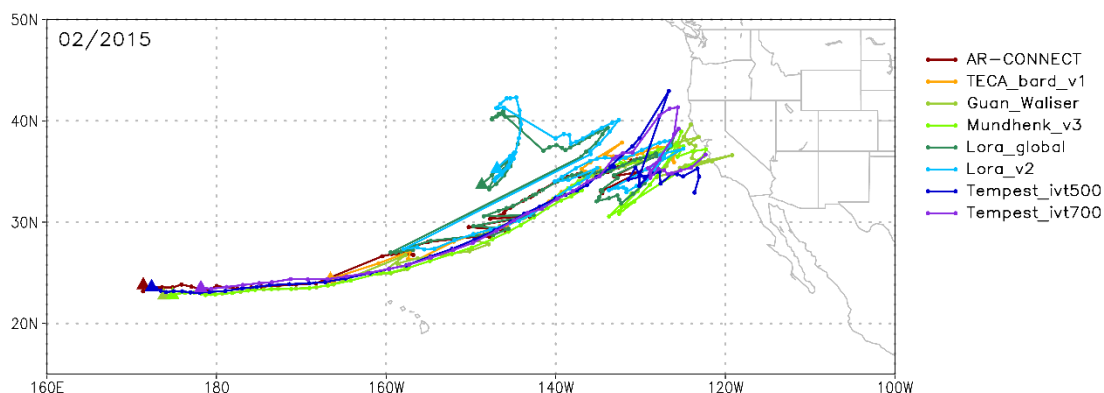 02/2015
50N
40N
30N
20N
160E
180
160W
140W
120W
100W
AR-CONNECT
TECA_bard_v1
Guan_Waliser
Mundhenk_v3
Lora_global
Lora_v2
Tempest_ivt500
Tempest_ivt700